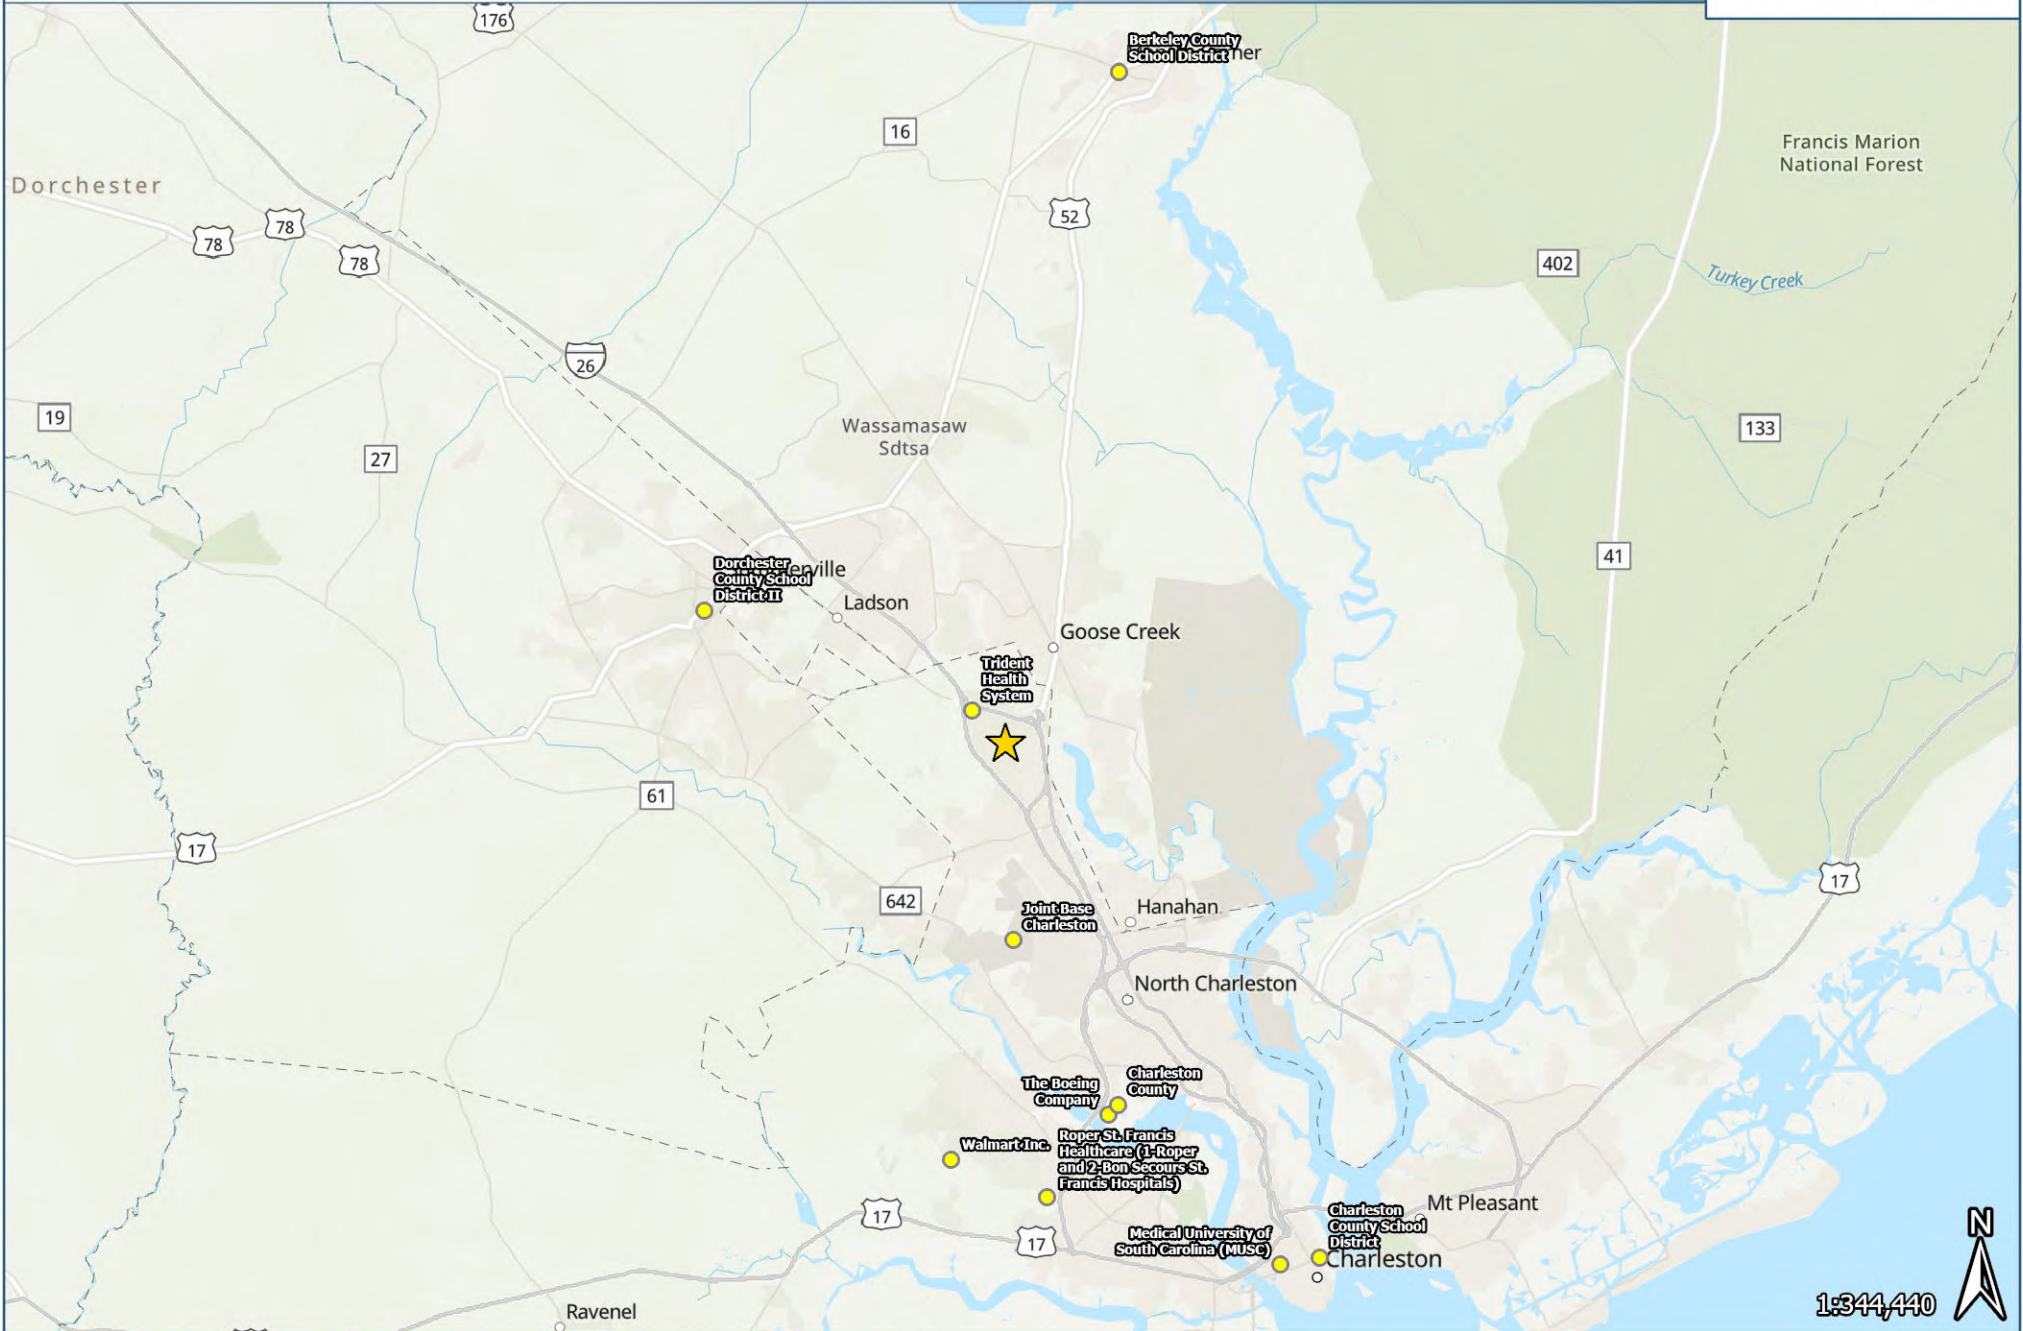 176
Berkeley County
School District
16
Francis Marion
National Forest
Dorchester
52
78
78
78
402
Turkey Creek
26
19
Wassamasaw
Sdtsa
133
27
41
Dorchester
County School
District II
Ladson
Goose Creek
Trident
Health
System
61
17
17
642
Hanahan
Joint Base
Charleston
North Charleston
The Boeing
Company
Charleston
County
Walmart Inc.
Roper St. Francis
Healthcare (1-Roper
and 2-Bon Secours St.
Francis Hospitals)
17
17
Mt Pleasant
Charleston
County School
District
Medical University of
South Carolina (MUSC)
Charleston
N
1:344,440
Ravenel